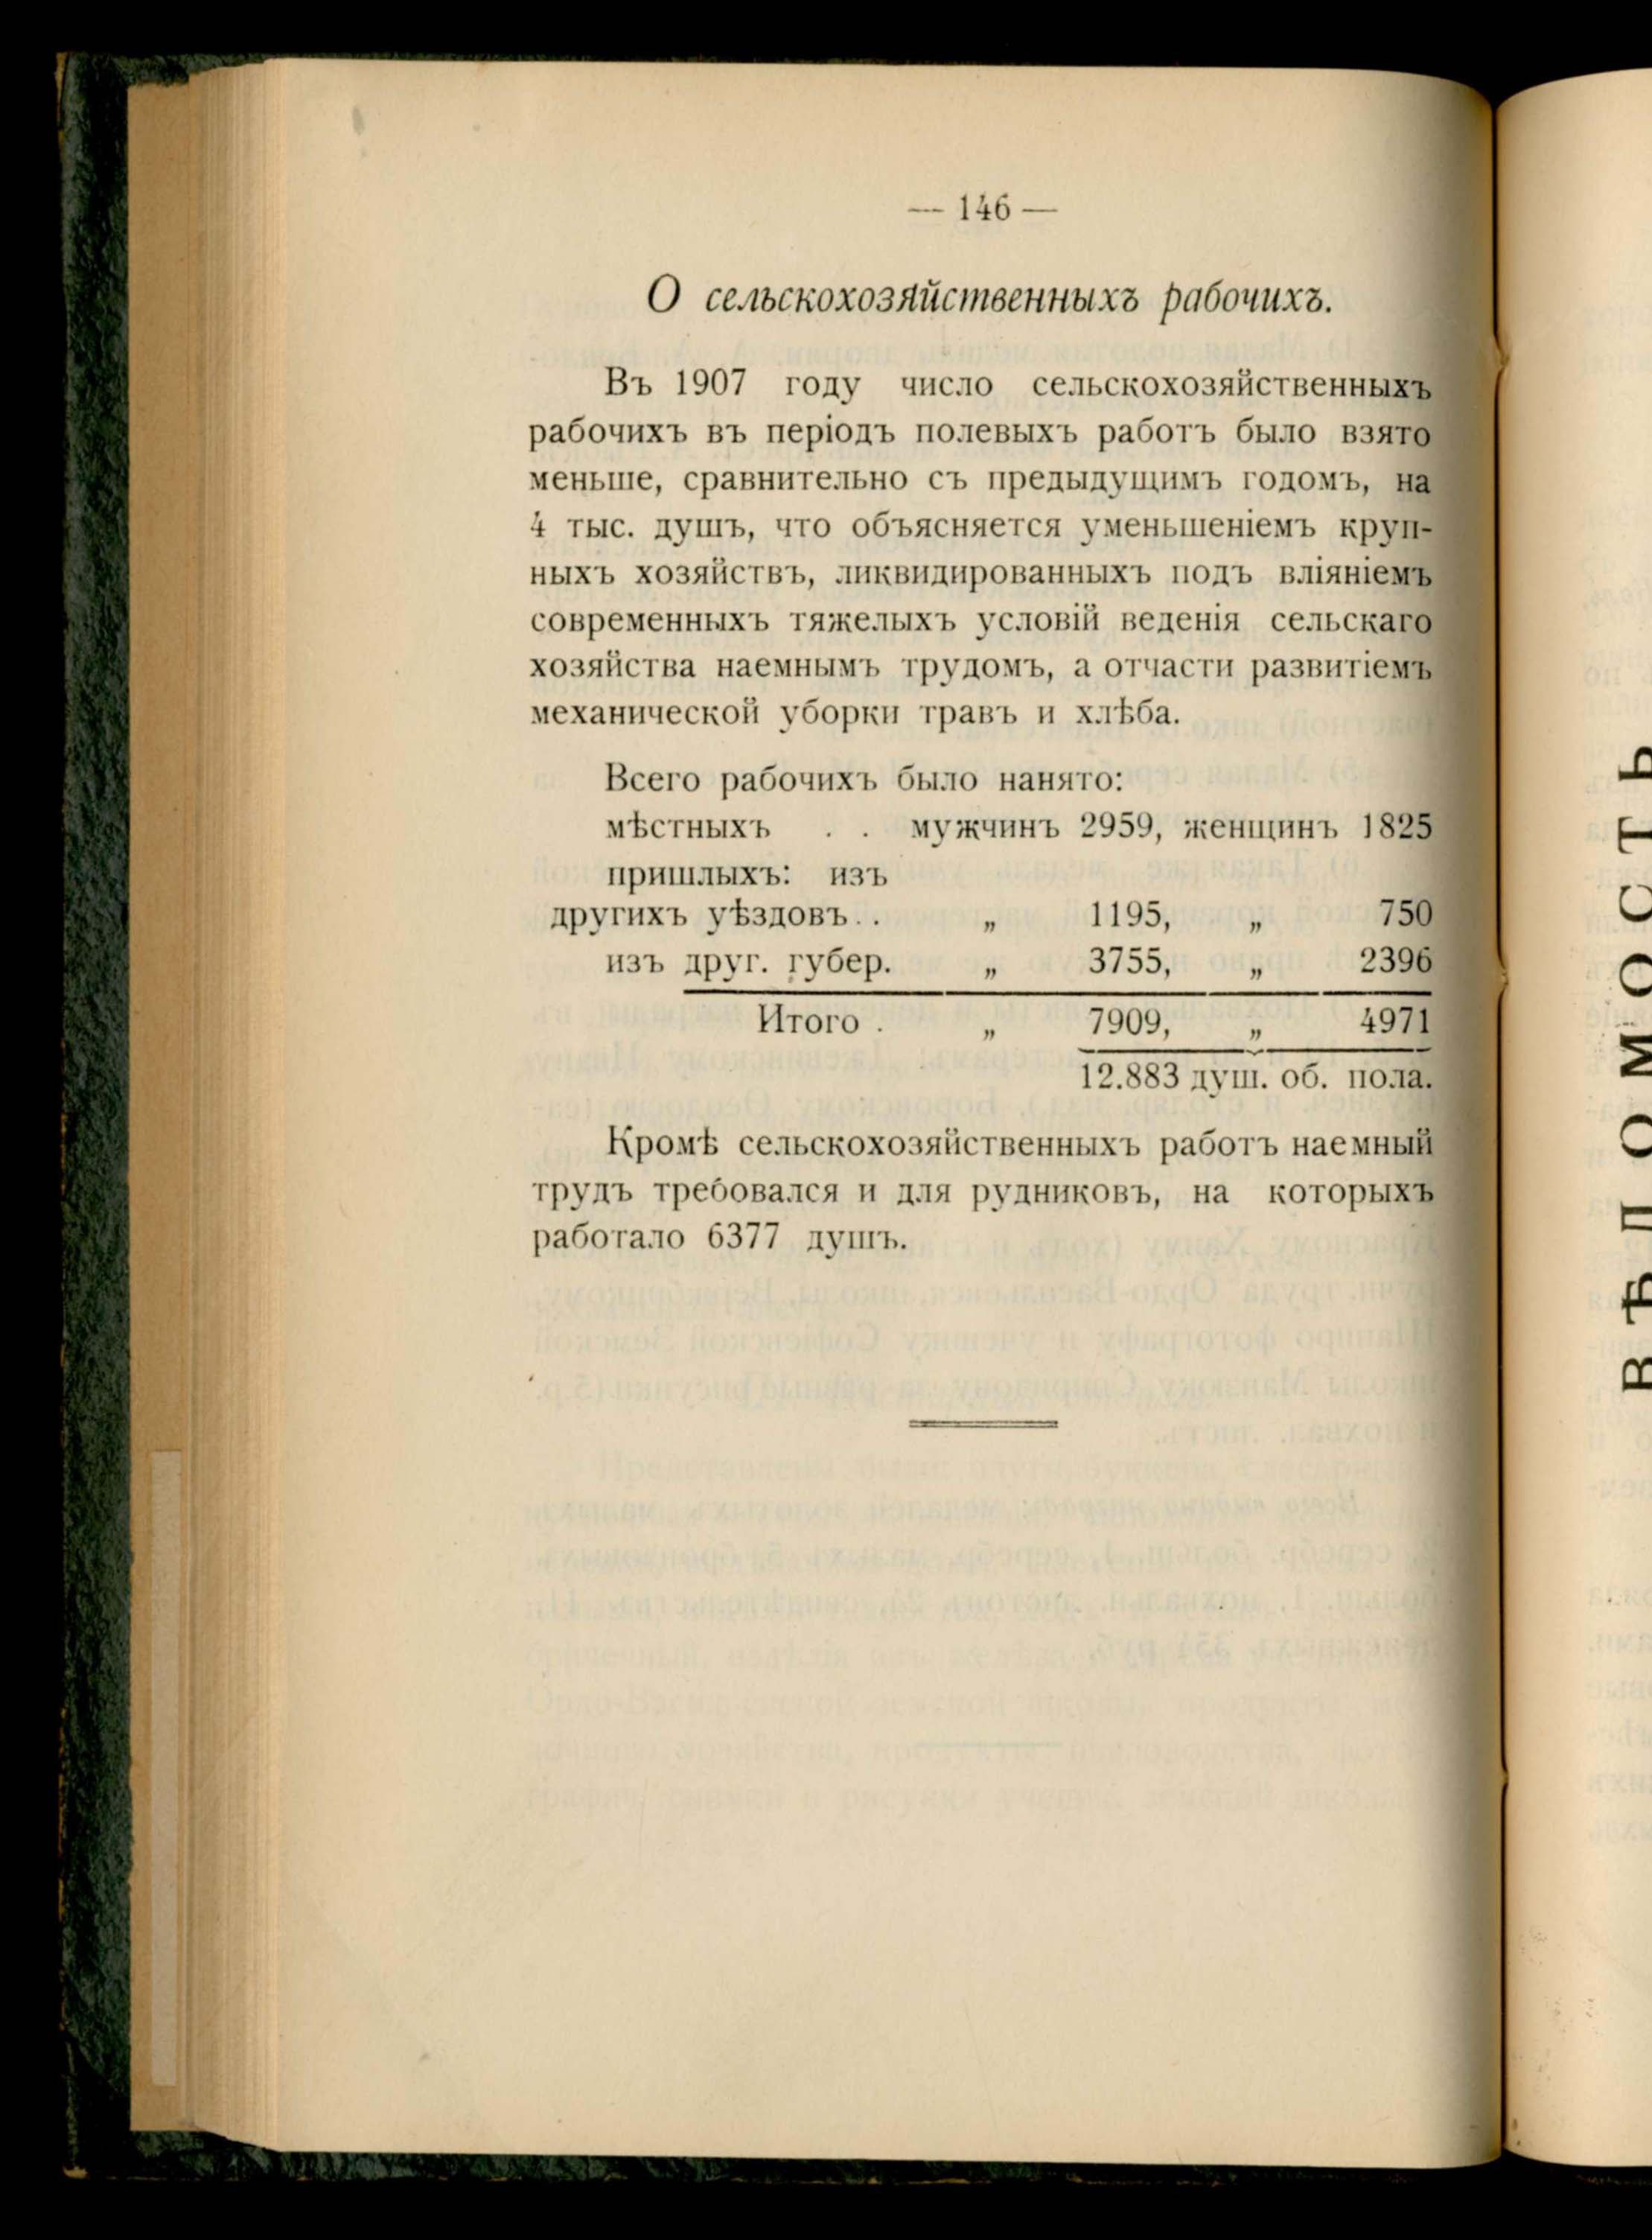 — 146 —
О сельскохозяйственныхъ рабочихъ.
Въ 1907 году число сельскохозяйственныхъ
рабочихъ въ періодъ полевыхъ работъ было взято
меньше, сравнительно съ предыдущимъ годомъ, на
4 тыс. душъ, что объясняется уменьшеніемъ круп-
ныхъ хозяйствъ, ликвидированныхъ подъ вліяніемъ
современныхъ тяжелыхъ условій веденія сельскаго
хозяйства наемнымъ трудомъ, а отчасти развитіемъ
механической уборки травъ и хлѣба.
Всего рабочихъ было нанято:
мѣстныхъ . . мужчинъ 2959, женщинъ 1825
пришлыхъ: изъ
другихъ уѣздовъ . . „ 1195, „ 750
изъ друг. губер. „ 3755, „ 2396
Итого . „ 7909, „ 4971
12.883 душ. об. пола.
Кромѣ сельскохозяйственныхъ работъ наемный
трудъ требовался и для рудниковъ, на которыхъ
работало 6377 душъ.
ВѢДОМОСТЬ